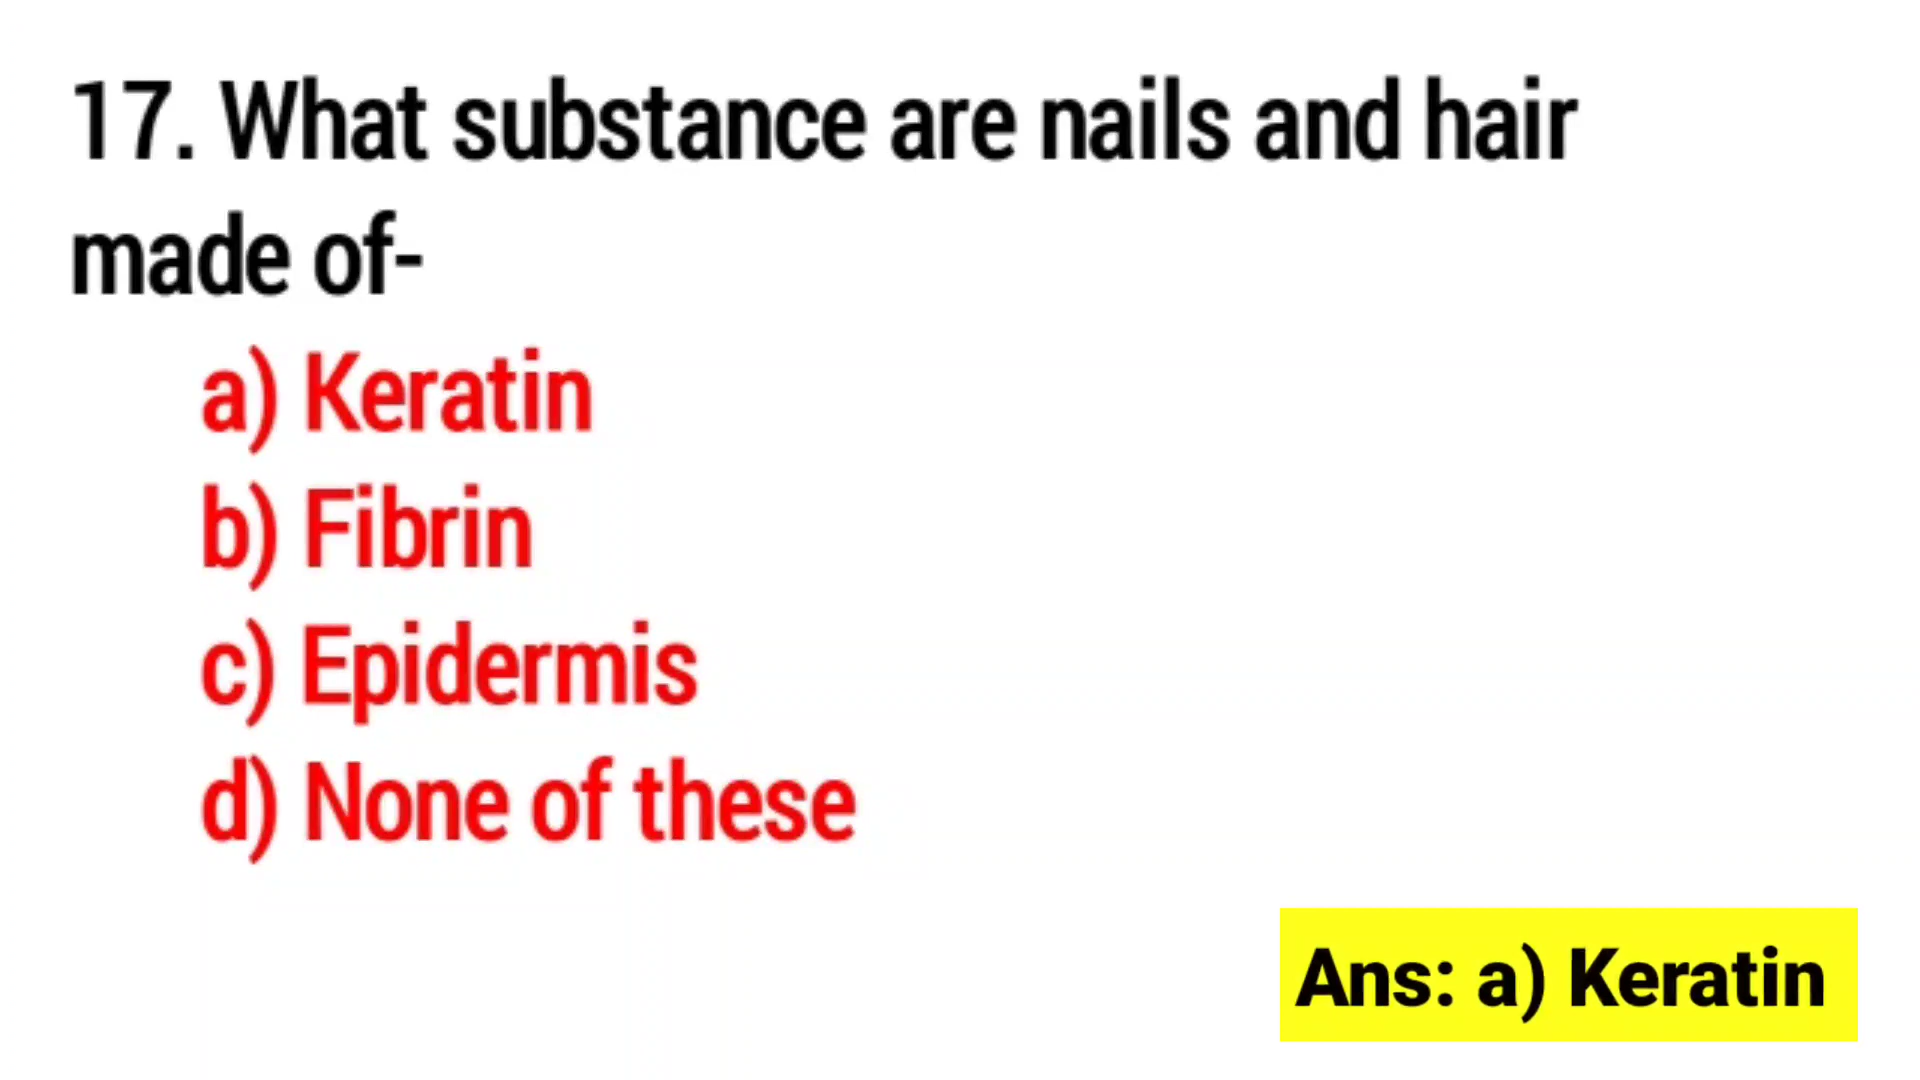 17. What substance are nails and hair
made of-
a) Keratin
b) Fibrin
c) Epidermis
d) None of these
Ans: a) Keratin